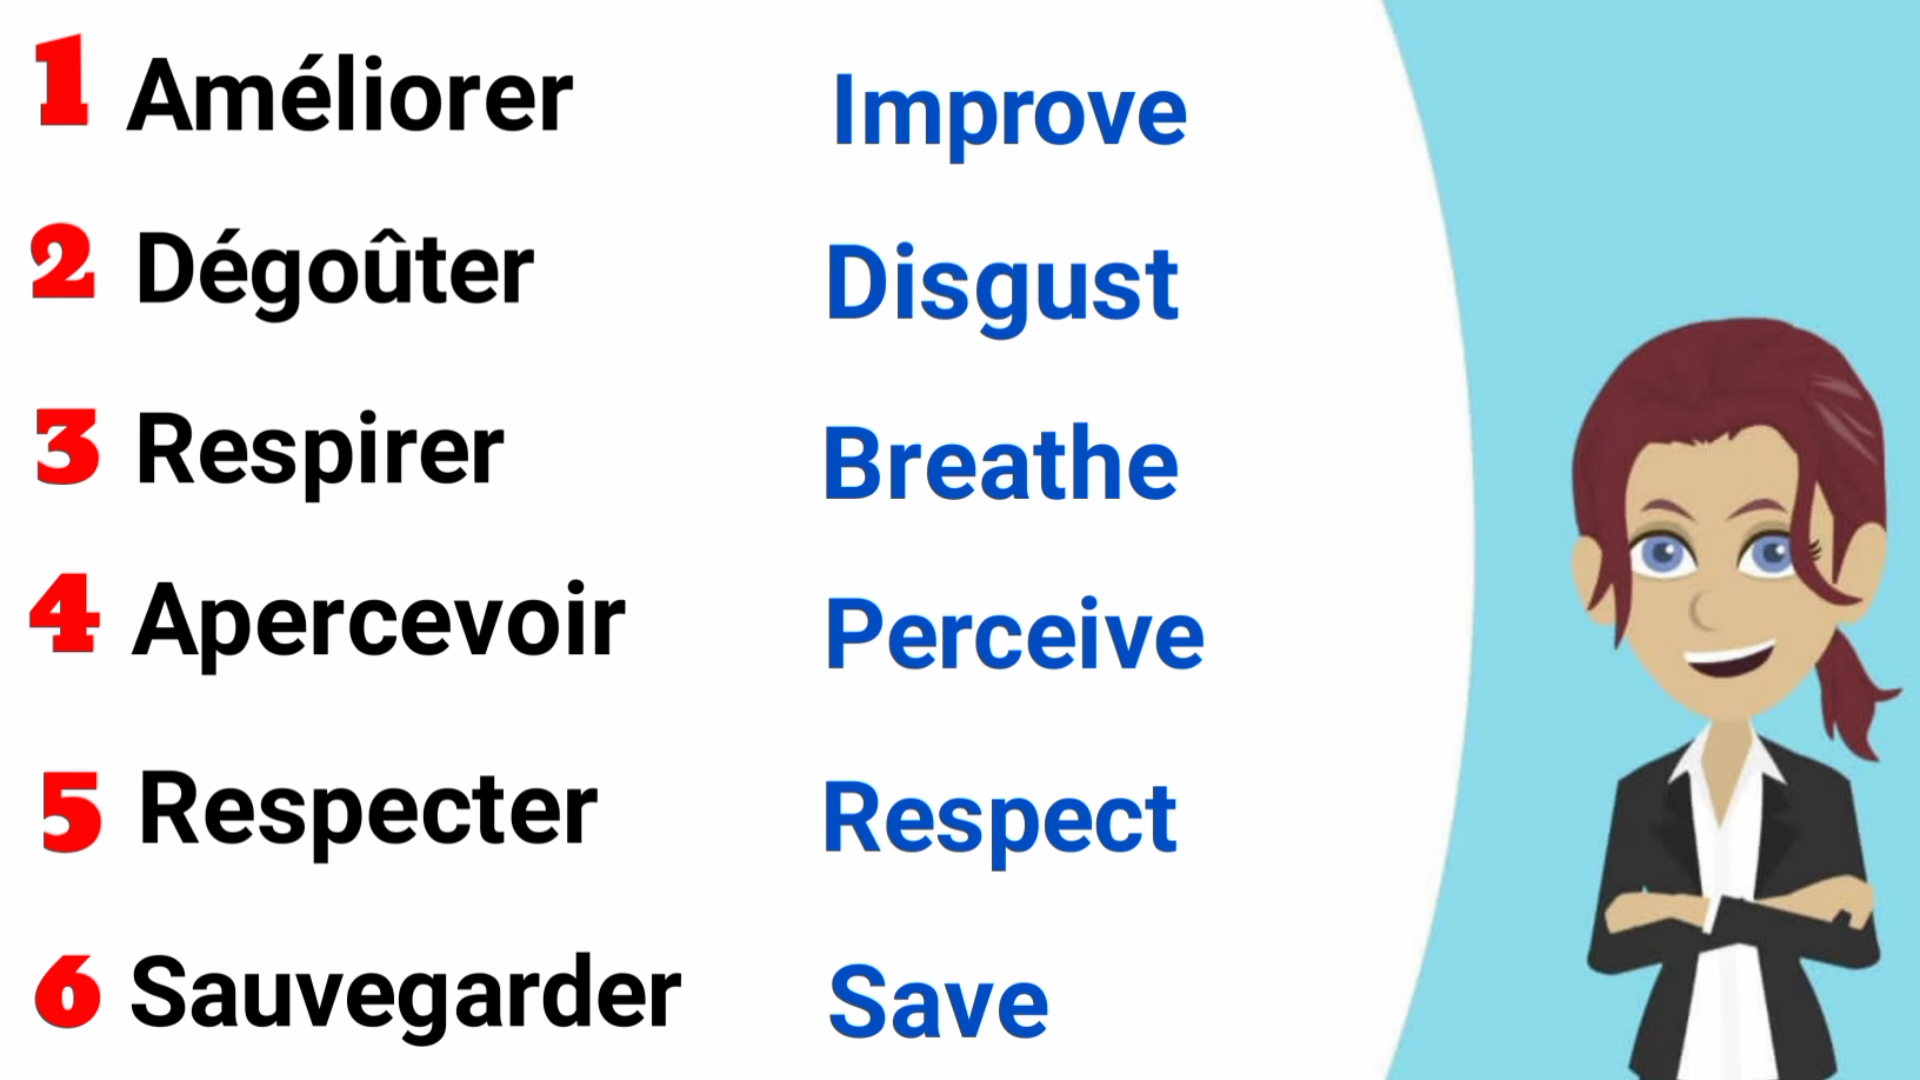 1 Améliorer Improve
2 Dégoûter Disgust
3 Respirer Breathe
4 Apercevoir Perceive
5 Respecter Respect
6 Sauvegarder Save